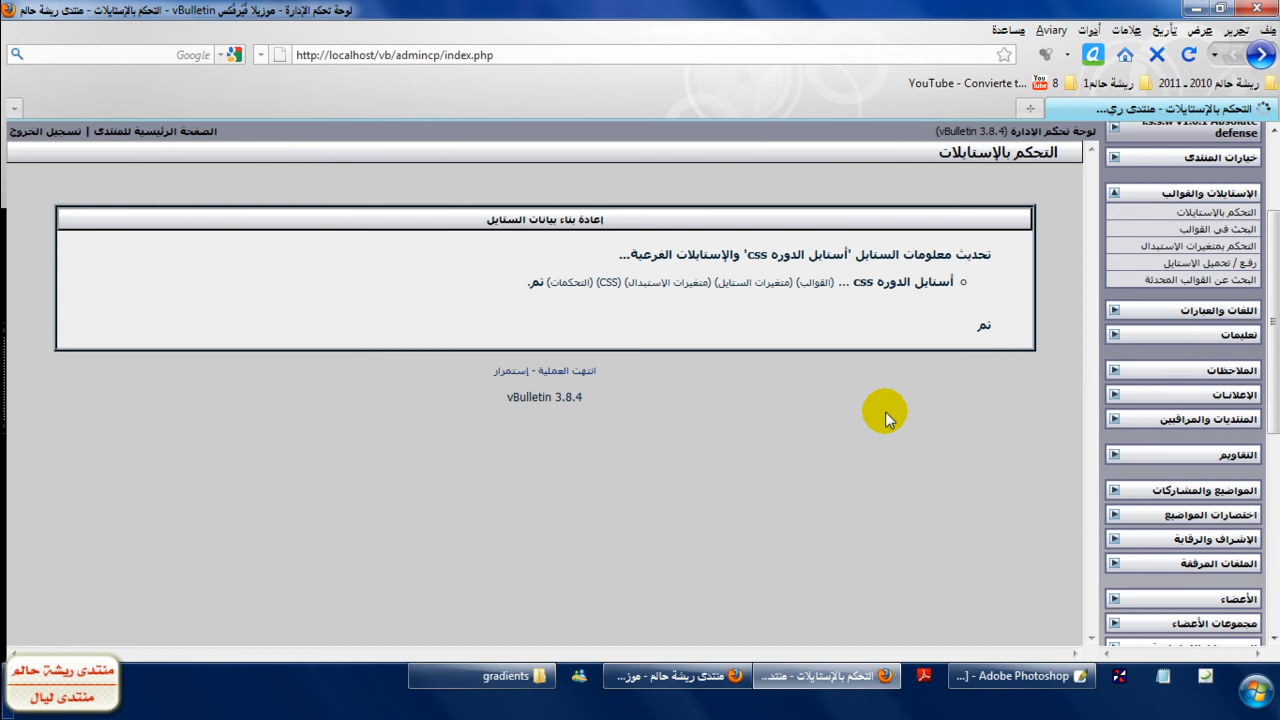 لوحة تحكم الإدارة - موزيلا فَيَرفُكس vBulletin - التحكم بالإستايلات - منتدى ريشة حالم
ملف تحرير عرض تأريخ علامات أدوات Aviary مساعدة
http://localhost/vb/admincp/index.php
Google
ريشة حالم 2010 ـ 2011
ريشة حالم1
8
YouTube - Convierte t...
التحكم بالإستايلات - منتدى ري...
لوحة تحكم الإدارة (vBulletin 3.8.4)
الصفحة الرئيسية للمنتدى | تسجيل الخروج
التحكم بالإستايلات
إعادة بناء بيانات الستايل
تحديث معلومات الستايل 'أستايل الدوره css' والإستايلات الفرعية...
أستايل الدوره css ... (القوالب) (متغيرات الستايل) (متغيرات الإستبدال) (CSS) (التحكمات) تم.
تم
انتهت العملية - إستمرار
vBulletin 3.8.4
defense
خيارات المنتدى
الإستايلات والقوالب
التحكم بالإستايلات
البحث في القوالب
التحكم بمتغيرات الإستبدال
رفع / تحميل الإستايل
البحث عن القوالب المحدثة
اللغات والعبارات
تعليمات
الملاحظات
الإعلانات
المنتديات والمراقبين
التقاويم
المواضيع والمشاركات
اختصارات المواضيع
الإشراف والرقابة
الملفات المرفقة
الأعضاء
مجموعات الأعضاء
منتدى ريشة حالم
منتدى ليال
gradients
منتدى ريشة حالم - موز...
التحكم بالإستايلات - منتد...
Adobe Photoshop - [...